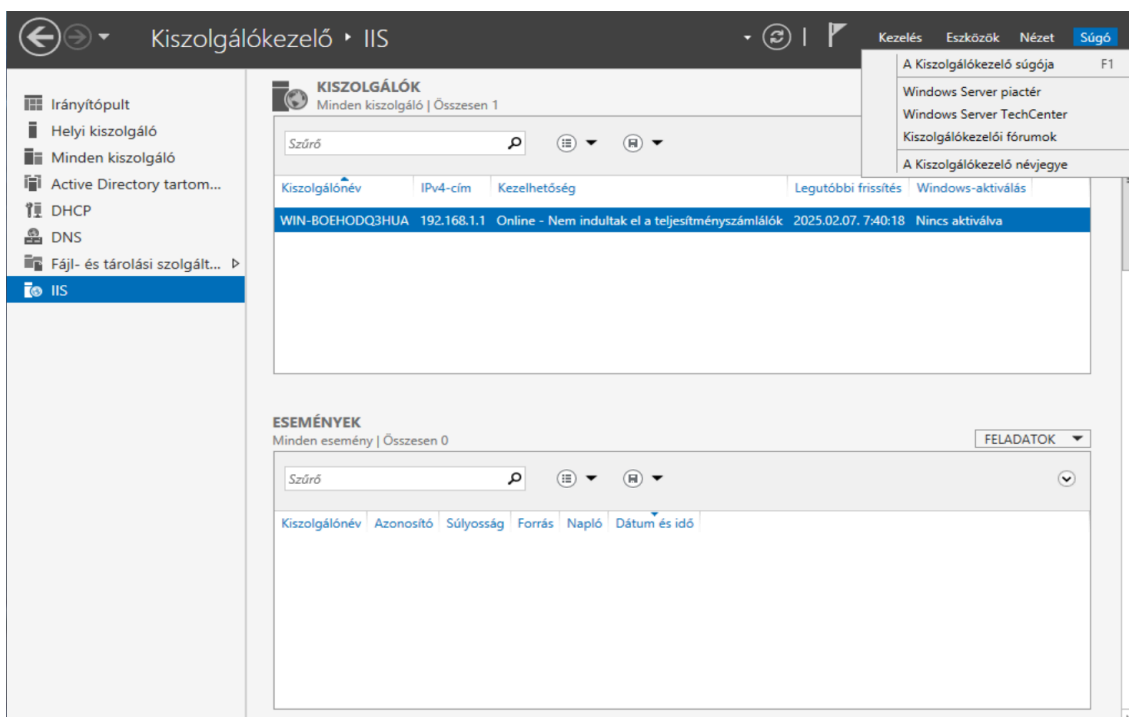 Kiszolgálókezelő ‣ IIS
Kezelés Eszközök Nézet Súgó
A Kiszolgálókezelő súgója F1
Windows Server piactér
Windows Server TechCenter
Kiszolgálókezelői fórumok
A Kiszolgálókezelő névjegye
Irányítópult
Helyi kiszolgáló
Minden kiszolgáló
Active Directory tartom...
DHCP
DNS
Fájl- és tárolási szolgált...
IIS
KISZOLGÁLÓK
Minden kiszolgáló | Összesen 1
Szűrő
Kiszolgálónév IPv4-cím Kezelhetőség Legutóbbi frissítés Windows-aktiválás
WIN-BOEHODQ3HUA 192.168.1.1 Online - Nem indultak el a teljesítményszámlálók 2025.02.07. 7:40:18 Nincs aktiválva
ESEMÉNYEK
Minden esemény | Összesen 0
FELADATOK
Szűrő
Kiszolgálónév Azonosító Súlyosság Forrás Napló Dátum és idő